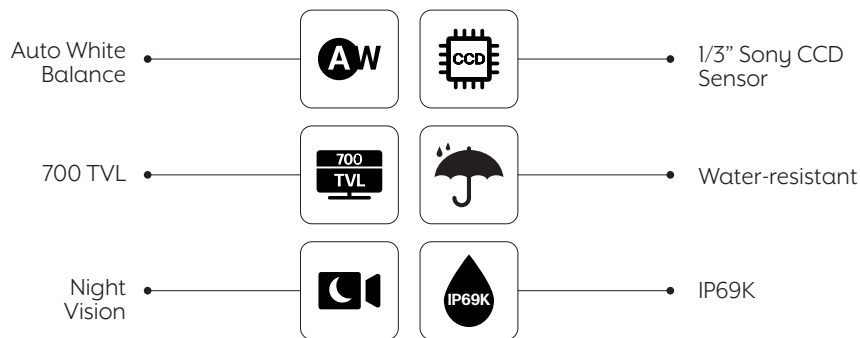 Auto White
Balance
AW
CCD
1/3” Sony CCD
Sensor
700 TVL
700
TVL
Water-resistant
Night
Vision
IP69K
IP69K